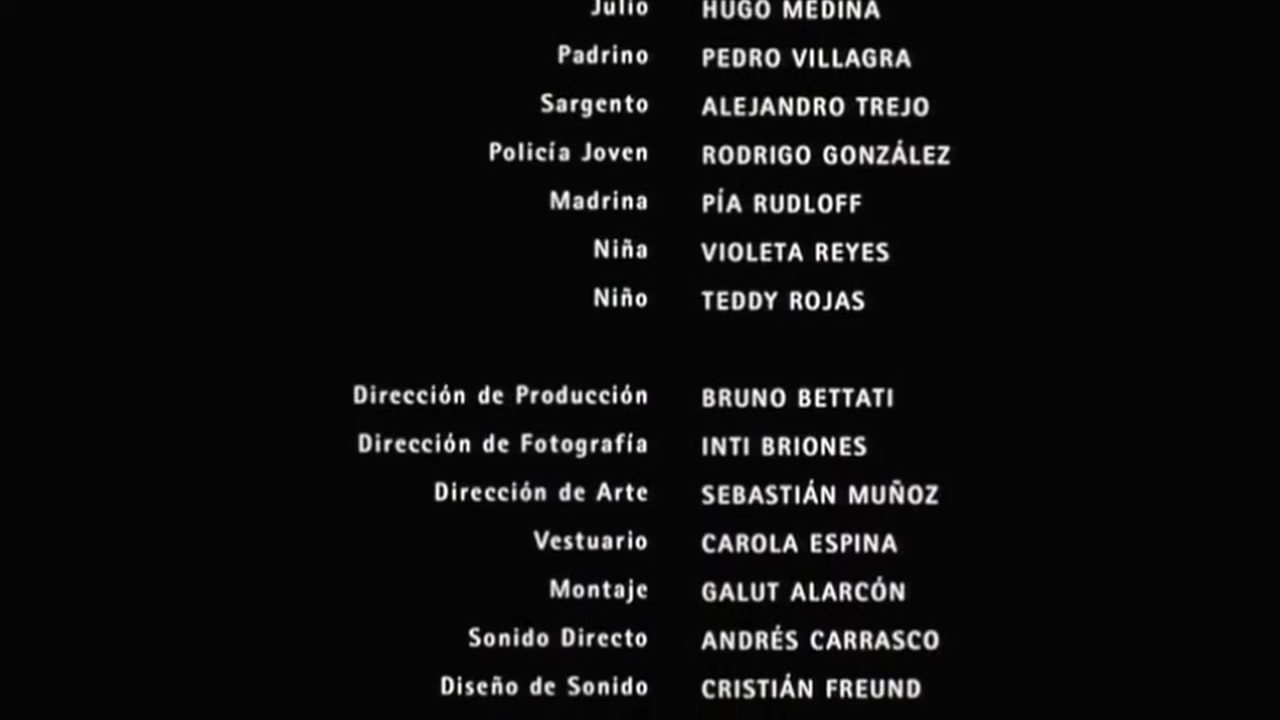 Julio HUGO MEDINA
Padrino PEDRO VILLAGRA
Sargento ALEJANDRO TREJO
Policía Joven RODRIGO GONZÁLEZ
Madrina PÍA RUDLOFF
Niña VIOLETA REYES
Niño TEDDY ROJAS
Dirección de Producción BRUNO BETTATI
Dirección de Fotografía INTI BRIONES
Dirección de Arte SEBASTIÁN MUÑOZ
Vestuario CAROLA ESPINA
Montaje GALUT ALARCÓN
Sonido Directo ANDRÉS CARRASCO
Diseño de Sonido CRISTIÁN FREUND